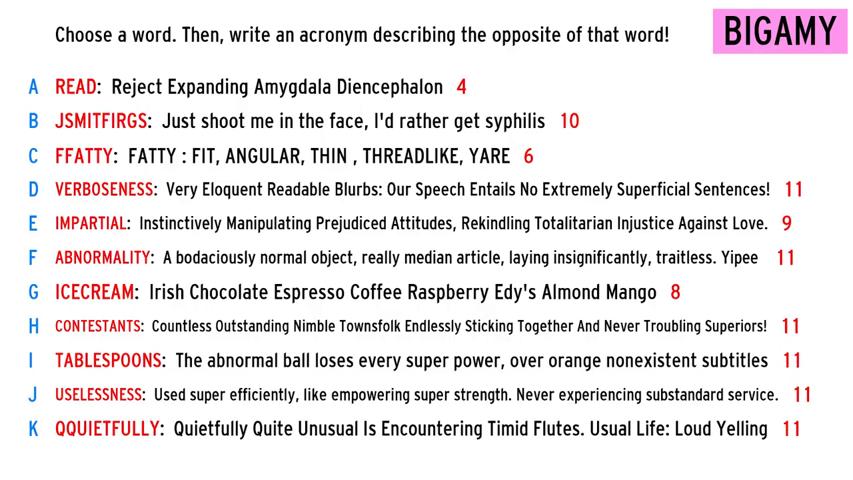 Choose a word. Then, write an acronym describing the opposite of that word!
BIGAMY
A READ: Reject Expanding Amygdala Diencephalon 4
B JSMITFIRGS: Just shoot me in the face, I'd rather get syphilis 10
C FFATTY: FATTY : FIT, ANGULAR, THIN , THREADLIKE, YARE 6
D VERBOSENESS: Very Eloquent Readable Blurbs: Our Speech Entails No Extremely Superficial Sentences! 11
E IMPARTIAL: Instinctively Manipulating Prejudiced Attitudes, Rekindling Totalitarian Injustice Against Love. 9
F ABNORMALITY: A bodaciously normal object, really median article, laying insignificantly, traitless. Yipee 11
G ICECREAM: Irish Chocolate Espresso Coffee Raspberry Edy's Almond Mango 8
H CONTESTANTS: Countless Outstanding Nimble Townsfolk Endlessly Sticking Together And Never Troubling Superiors! 11
I TABLESPOONS: The abnormal ball loses every super power, over orange nonexistent subtitles 11
J USELESSNESS: Used super efficiently, like empowering super strength. Never experiencing substandard service. 11
K QQUIETFULLY: Quietfully Quite Unusual Is Encountering Timid Flutes. Usual Life: Loud Yelling 11